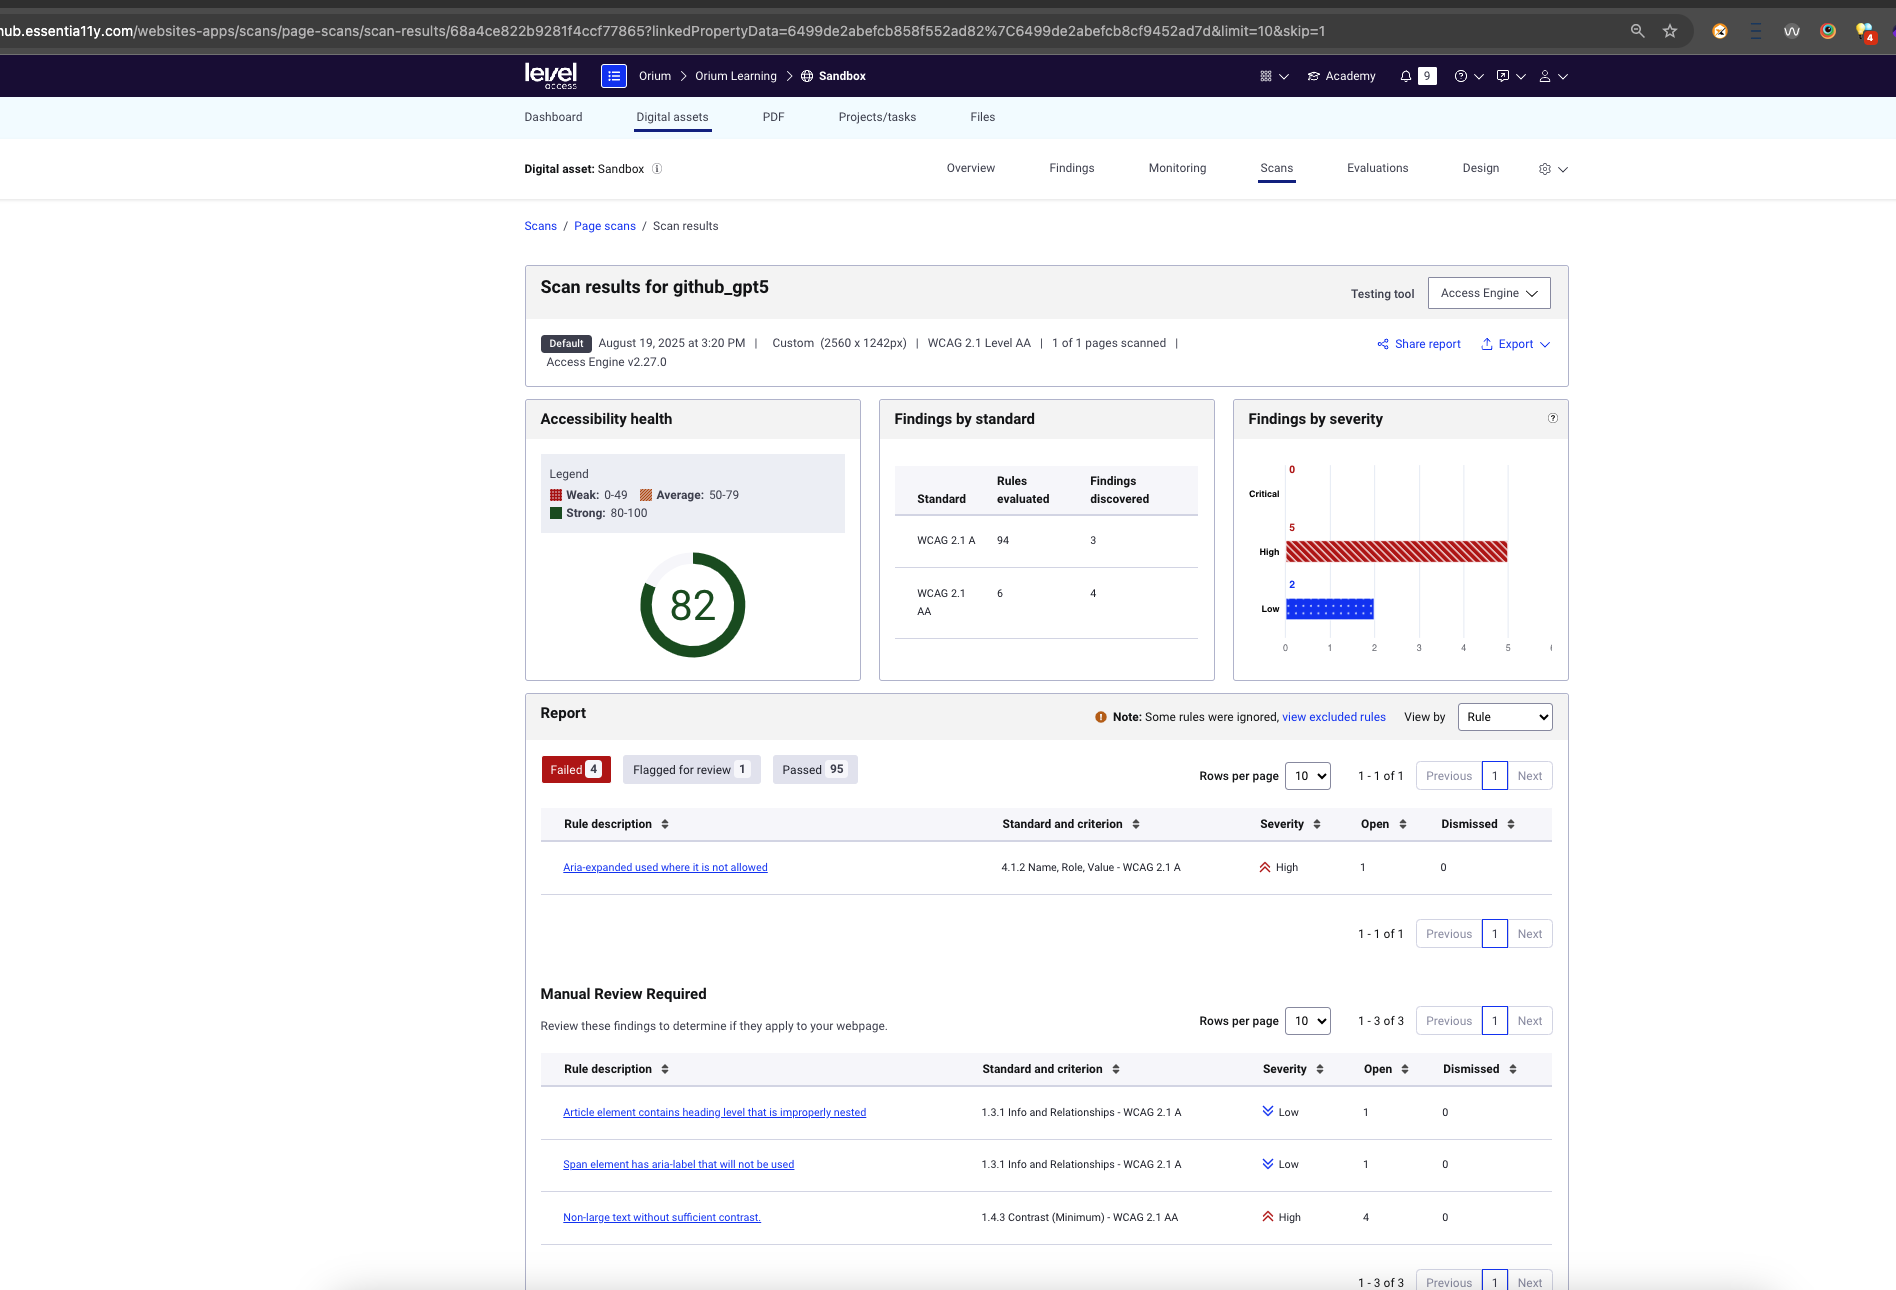 nub.essentia11y.com/websites-apps/scans/page-scans/scan-results/68a4ce822b9281f4ccf77865?linkedPropertyData=6499de2abefcb858f552ad82%7C6499de2abefcb8cf9452ad7d&limit=10&skip=1
4
level access
Orium > Orium Learning > Sandbox
Academy
9
Dashboard Digital assets PDF Projects/tasks Files
Digital asset: Sandbox
Overview Findings Monitoring Scans Evaluations Design
Scans / Page scans / Scan results
Scan results for github_gpt5
Testing tool Access Engine
Default August 19, 2025 at 3:20 PM | Custom (2560 x 1242px) | WCAG 2.1 Level AA | 1 of 1 pages scanned |
Access Engine v2.27.0
Share report Export
Accessibility health
Legend
Weak: 0-49 Average: 50-79
Strong: 80-100
82
Findings by standard
Standard Rules evaluated Findings discovered
WCAG 2.1 A 94 3
WCAG 2.1 AA 6 4
Findings by severity
0
Critical
5
High
2
Low
0 1 2 3 4 5
Report
Note: Some rules were ignored, view excluded rules View by Rule
Failed 4 Flagged for review 1 Passed 95
Rows per page 10 1 - 1 of 1 Previous 1 Next
Rule description Standard and criterion Severity Open Dismissed
Aria-expanded used where it is not allowed 4.1.2 Name, Role, Value - WCAG 2.1 A High 1 0
1 - 1 of 1 Previous 1 Next
Manual Review Required
Review these findings to determine if they apply to your webpage.
Rows per page 10 1 - 3 of 3 Previous 1 Next
Rule description Standard and criterion Severity Open Dismissed
Article element contains heading level that is improperly nested 1.3.1 Info and Relationships - WCAG 2.1 A Low 1 0
Span element has aria-label that will not be used 1.3.1 Info and Relationships - WCAG 2.1 A Low 1 0
Non-large text without sufficient contrast. 1.4.3 Contrast (Minimum) - WCAG 2.1 AA High 4 0
1 - 3 of 3 Previous 1 Next